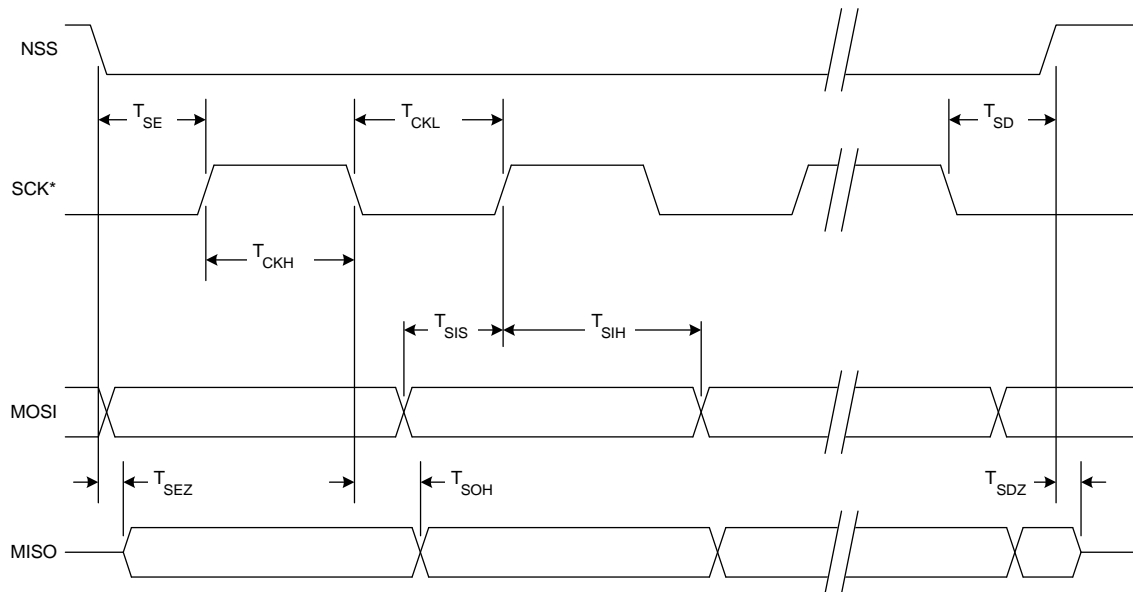 NSS
T_SE
T_CKL
T_SD
SCK*
T_CKH
T_SIS
T_SIH
MOSI
T_SEZ
T_SOH
T_SDZ
MISO